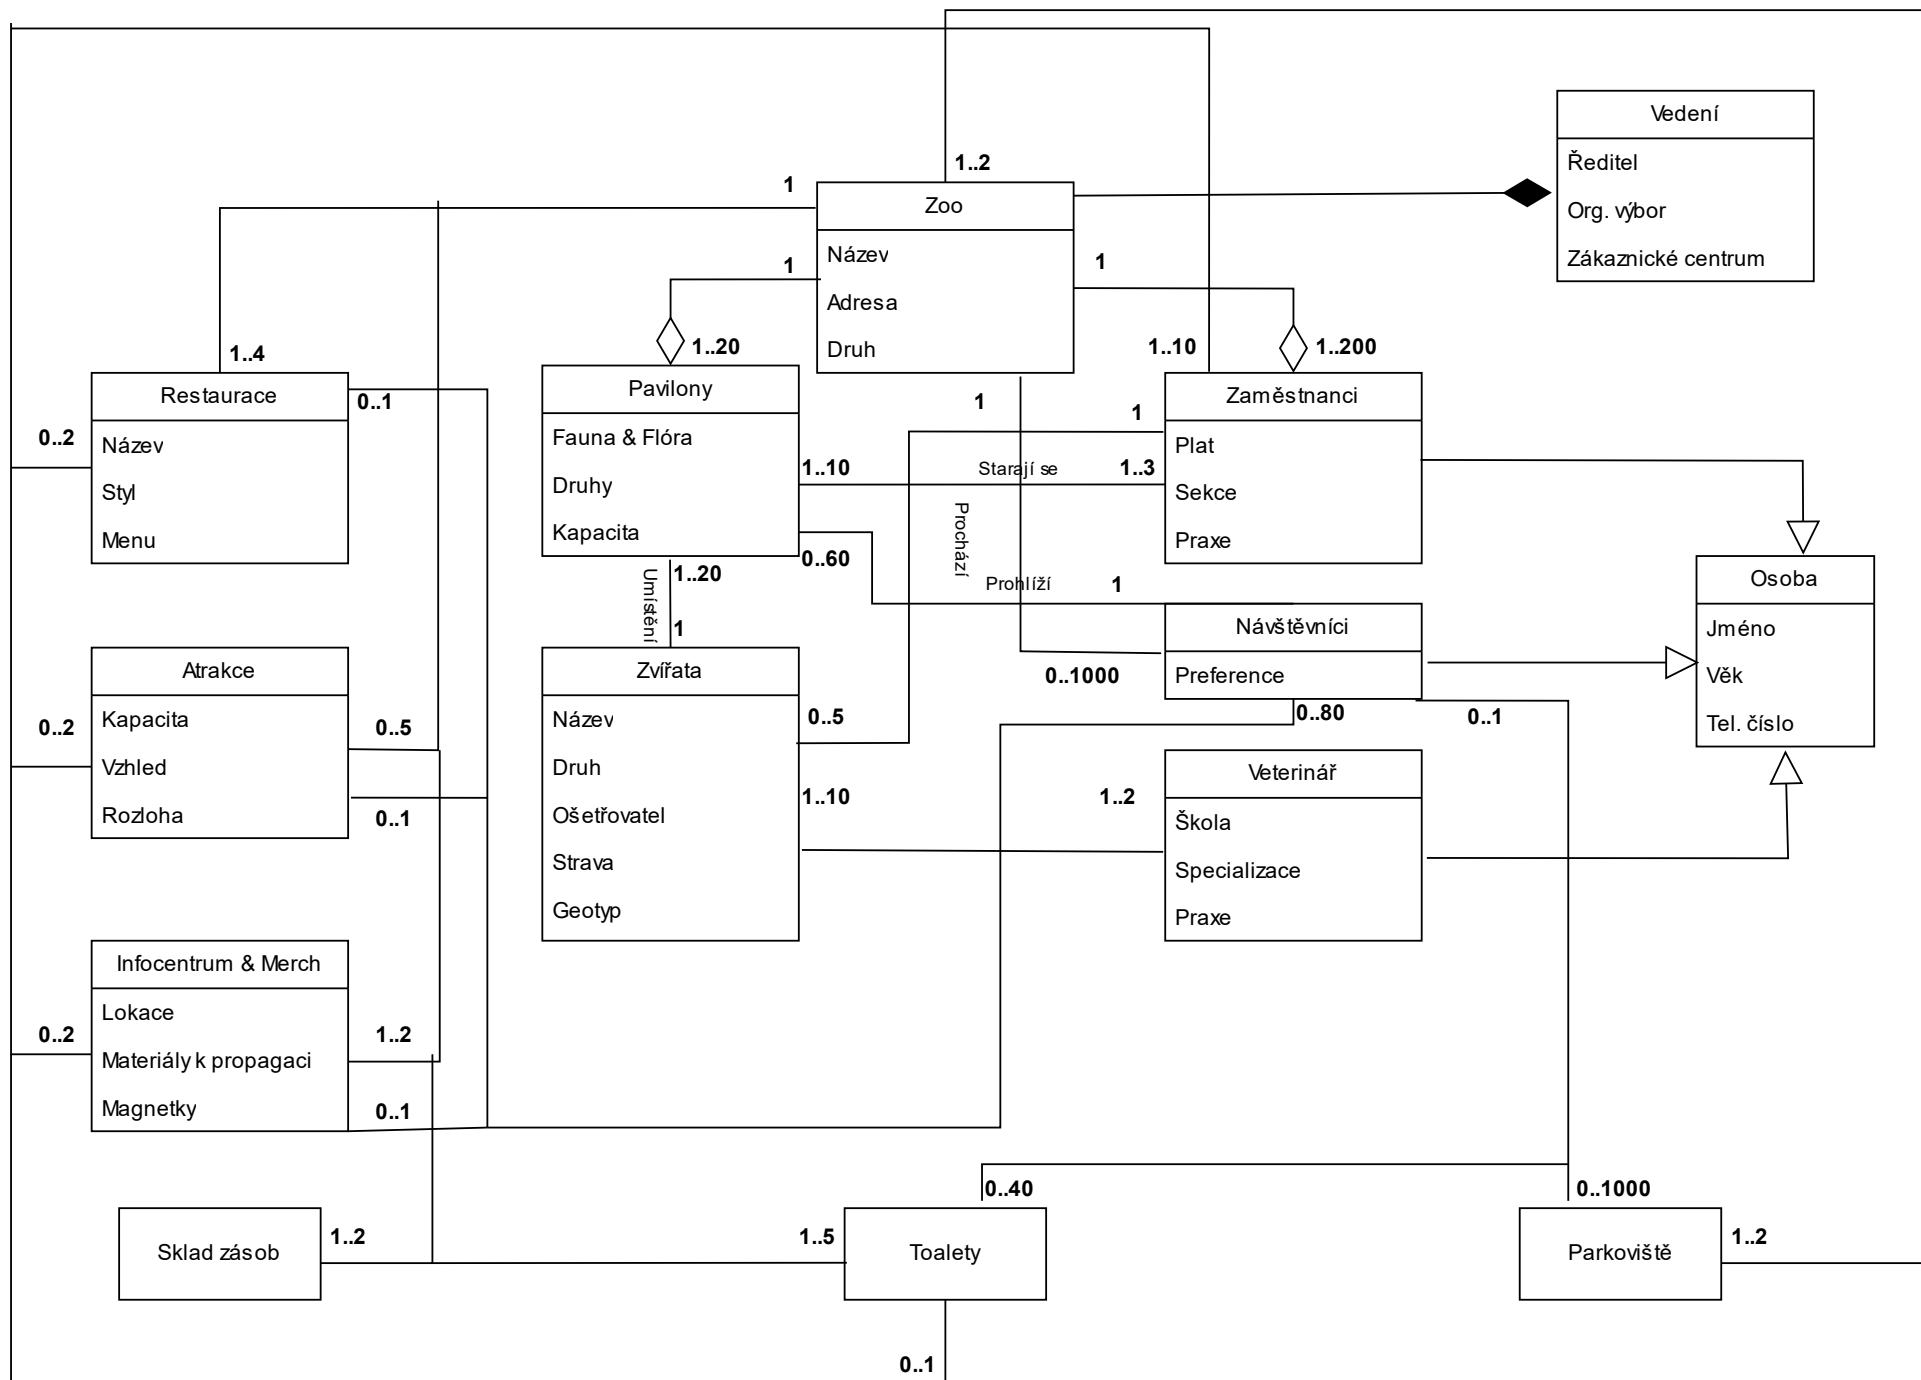 Vedení
Ředitel
Org. výbor
Zákaznické centrum
1..2
1
Zoo
Název
Adresa
Druh
1
1
1..4
1..20
1..10
1..200
Restaurace
Název
Styl
Menu
0..1
0..2
Pavilony
Fauna & Flóra
Druhy
Kapacita
1
1
Zaměstnanci
Plat
Sekce
Praxe
1..10
Starají se
1..3
Prochází
0..60
Prohlíží
1
1..20
Umístění
1
Osoba
Jméno
Věk
Tel. číslo
Návštěvníci
Preference
0..1000
0..80
0..1
Atrakce
Kapacita
Vzhled
Rozloha
0..2
0..5
0..1
Zvířata
Název
Druh
Ošetřovatel
Strava
Geotyp
0..5
1..10
1..2
Veterinář
Škola
Specializace
Praxe
Infocentrum & Merch
Lokace
Materiály k propagaci
Magnetky
0..2
1..2
0..1
0..40
0..1000
Sklad zásob
1..2
1..5
Toalety
Parkoviště
1..2
0..1